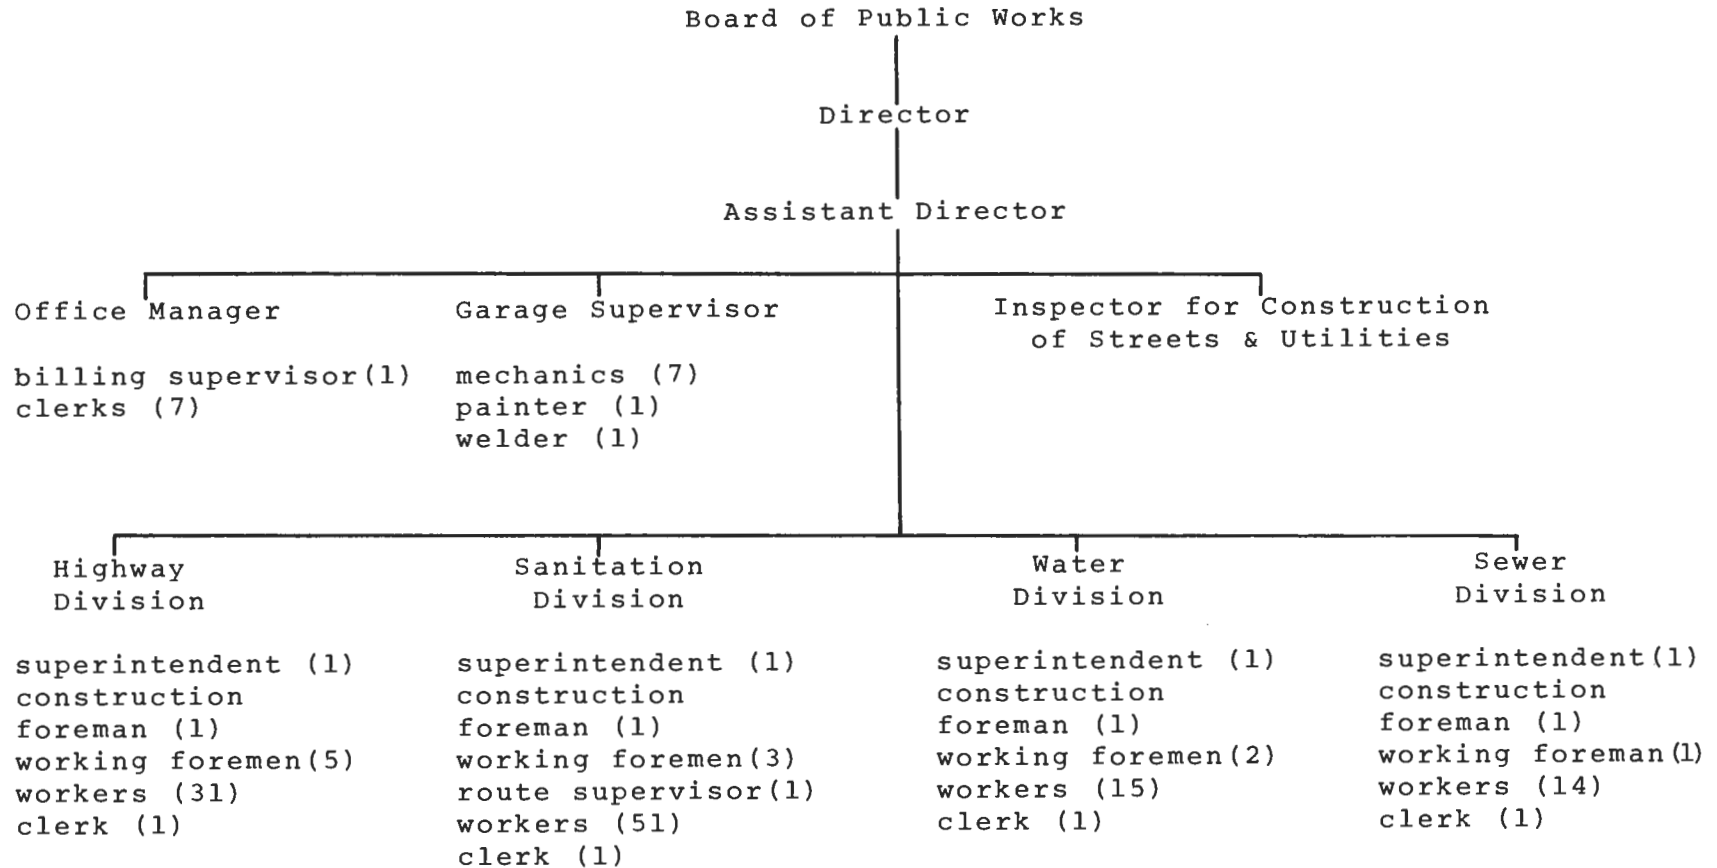 Board of Public Works
Director
Assistant Director
Office Manager
billing supervisor(1)
clerks (7)
Garage Supervisor
mechanics (7)
painter (1)
welder (1)
Inspector for Construction
of Streets & Utilities
Highway
Division
superintendent (1)
construction
foreman (1)
working foremen(5)
workers (31)
clerk (1)
Sanitation
Division
superintendent (1)
construction
foreman (1)
working foremen(3)
route supervisor(1)
workers (51)
clerk (1)
Water
Division
superintendent (1)
construction
foreman (1)
working foremen(2)
workers (15)
clerk (1)
Sewer
Division
superintendent(1)
construction
foreman (1)
working foreman(1)
workers (14)
clerk (1)